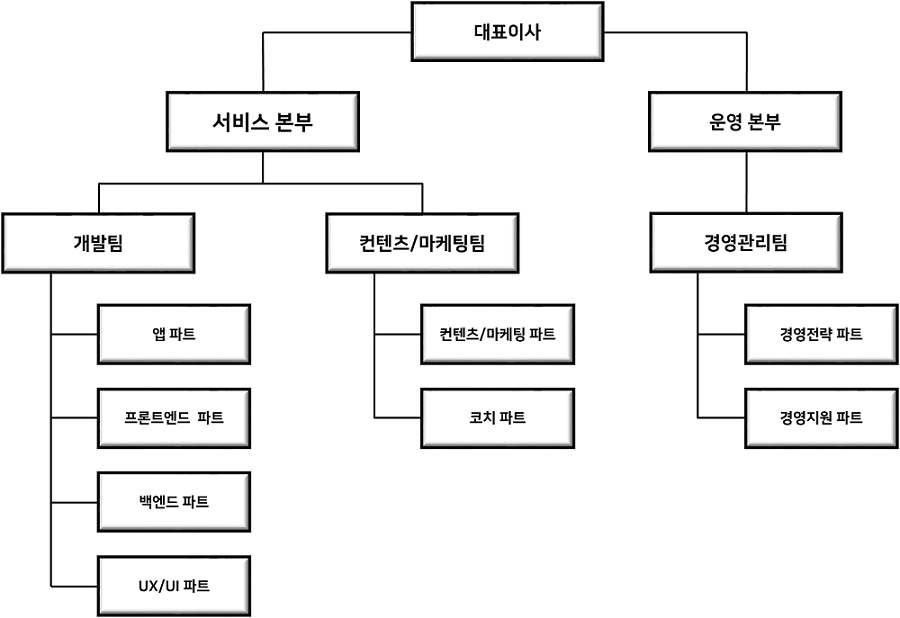 대표이사
서비스 본부
운영 본부
개발팀
컨텐츠/마케팅팀
경영관리팀
앱 파트
컨텐츠/마케팅 파트
경영전략 파트
프론트엔드 파트
코치 파트
경영지원 파트
백엔드 파트
UX/UI 파트